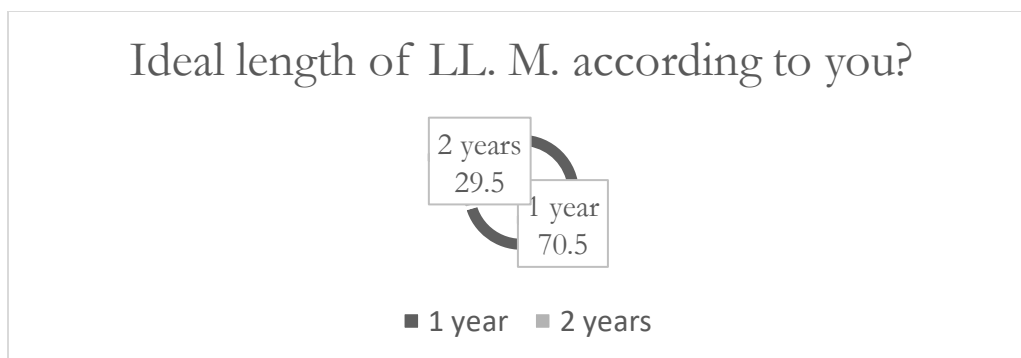 Ideal length of LL. M. according to you?
2 years
29.5
1 year
70.5
1 year 2 years